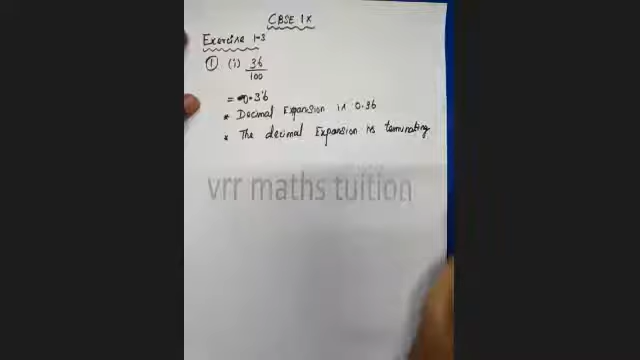 CBSE IX
Exercise 1.3
① (i) 36
100
= 0.36
* Decimal Expansion is 0.36
* The decimal Expansion is terminating
vrr maths tuition